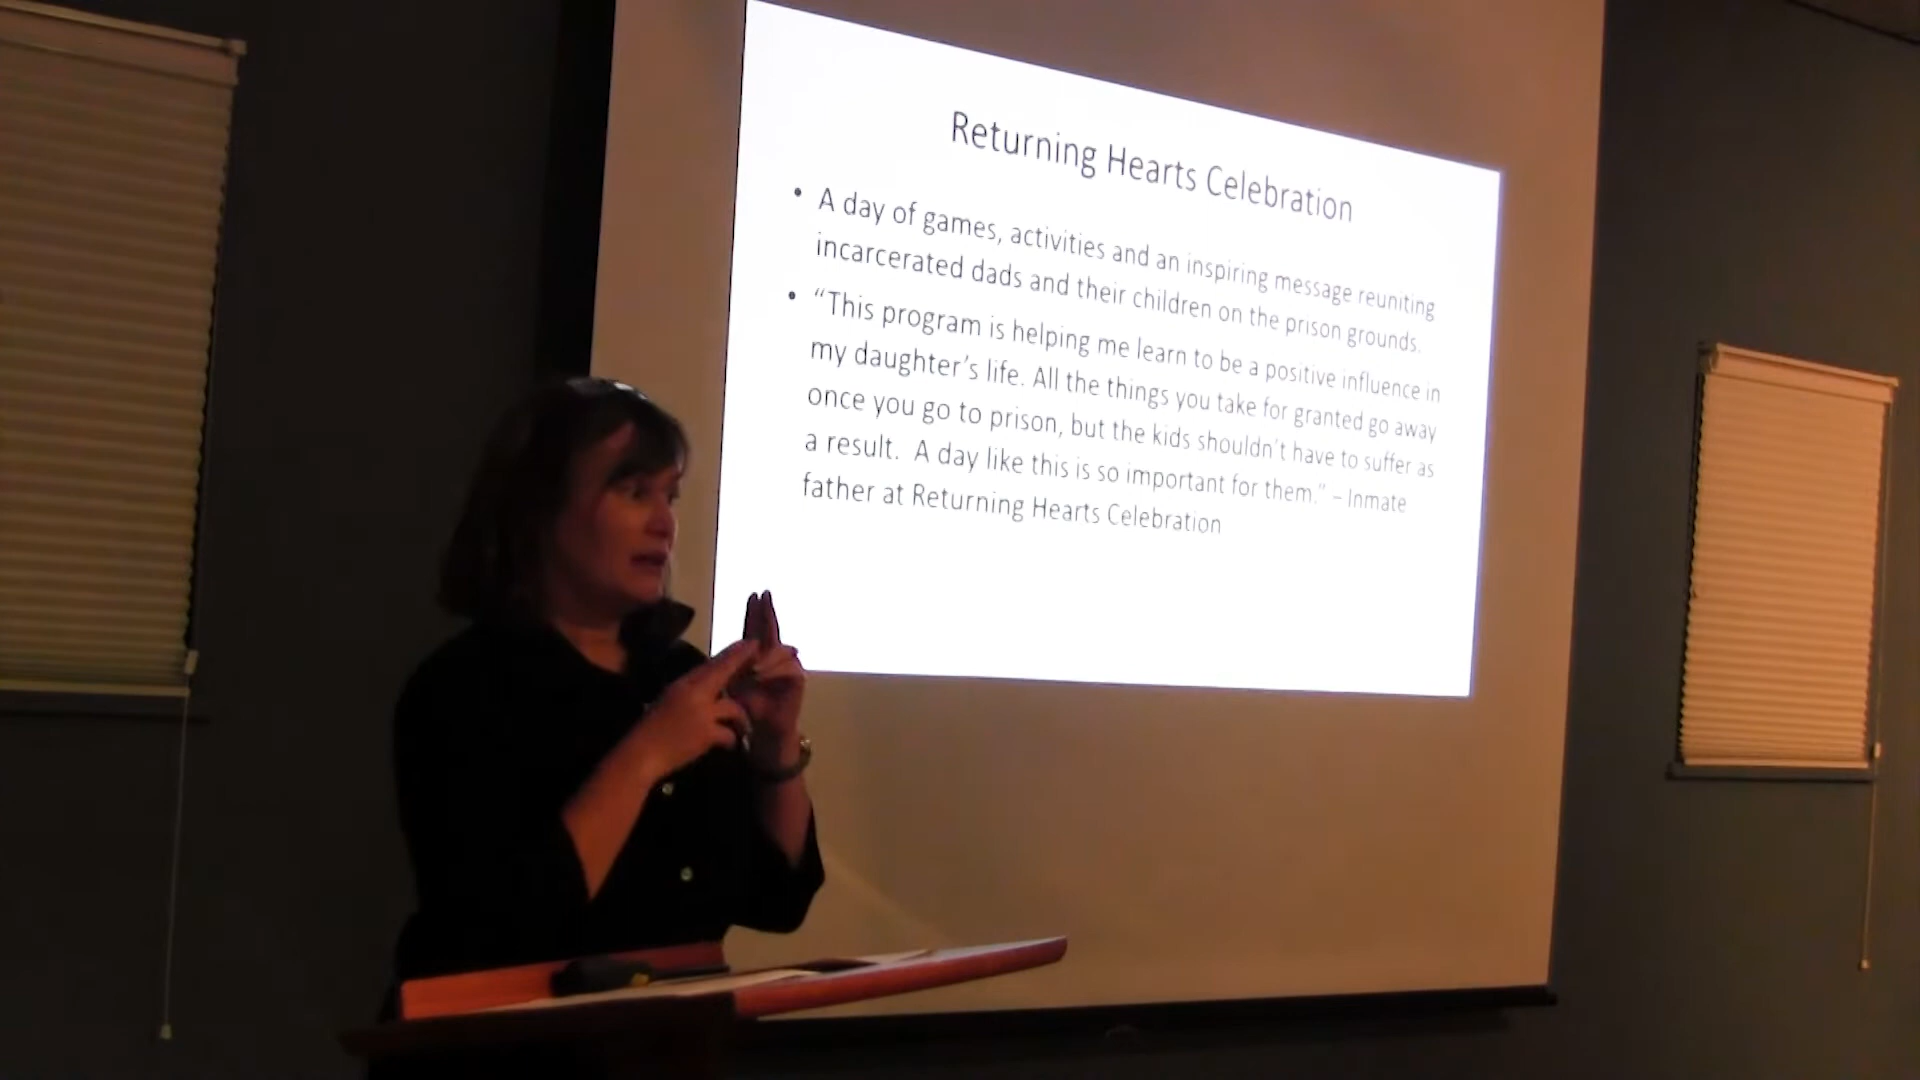 Returning Hearts Celebration
• A day of games, activities and an inspiring message reuniting
incarcerated dads and their children on the prison grounds.
• “This program is helping me learn to be a positive influence in
my daughter’s life. All the things you take for granted go away
once you go to prison, but the kids shouldn’t have to suffer as
a result.  A day like this is so important for them.” – Inmate
father at Returning Hearts Celebration